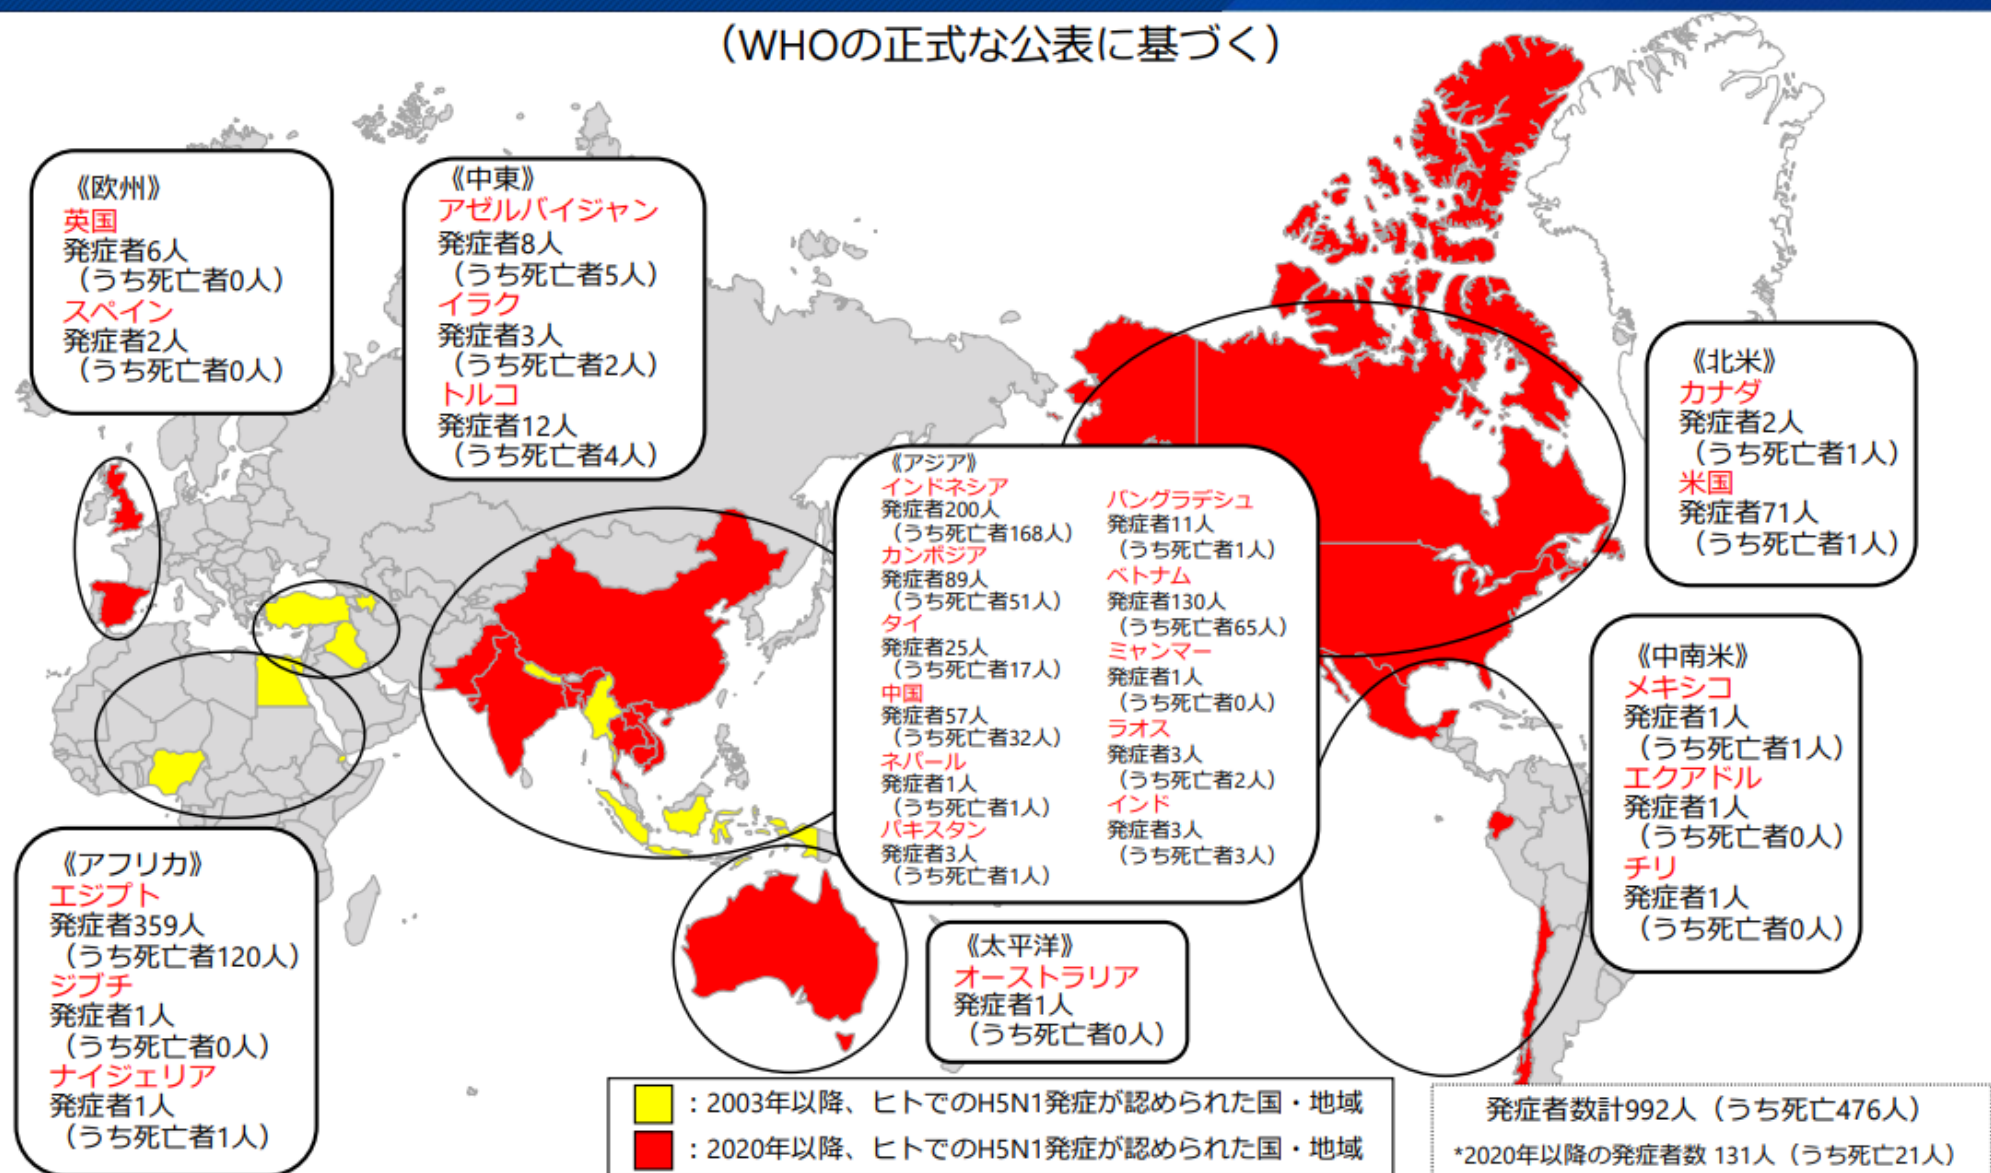 （WHOの正式な公表に基づく）
《欧州》
英国
発症者6人
（うち死亡者0人）
スペイン
発症者2人
（うち死亡者0人）
《中東》
アゼルバイジャン
発症者8人
（うち死亡者5人）
イラク
発症者3人
（うち死亡者2人）
トルコ
発症者12人
（うち死亡者4人）
《アジア》
インドネシア
発症者200人
（うち死亡者168人）
カンボジア
発症者89人
（うち死亡者51人）
タイ
発症者25人
（うち死亡者17人）
中国
発症者57人
（うち死亡者32人）
ネパール
発症者1人
（うち死亡者1人）
パキスタン
発症者3人
（うち死亡者1人）
バングラデシュ
発症者11人
（うち死亡者1人）
ベトナム
発症者130人
（うち死亡者65人）
ミャンマー
発症者1人
（うち死亡者0人）
ラオス
発症者3人
（うち死亡者2人）
インド
発症者3人
（うち死亡者3人）
《北米》
カナダ
発症者2人
（うち死亡者1人）
米国
発症者71人
（うち死亡者1人）
《中南米》
メキシコ
発症者1人
（うち死亡者1人）
エクアドル
発症者1人
（うち死亡者0人）
チリ
発症者1人
（うち死亡者0人）
《アフリカ》
エジプト
発症者359人
（うち死亡者120人）
ジブチ
発症者1人
（うち死亡者0人）
ナイジェリア
発症者1人
（うち死亡者1人）
《太平洋》
オーストラリア
発症者1人
（うち死亡者0人）
：2003年以降、ヒトでのH5N1発症が認められた国・地域
：2020年以降、ヒトでのH5N1発症が認められた国・地域
発症者数計992人（うち死亡476人）
*2020年以降の発症者数 131人（うち死亡21人）